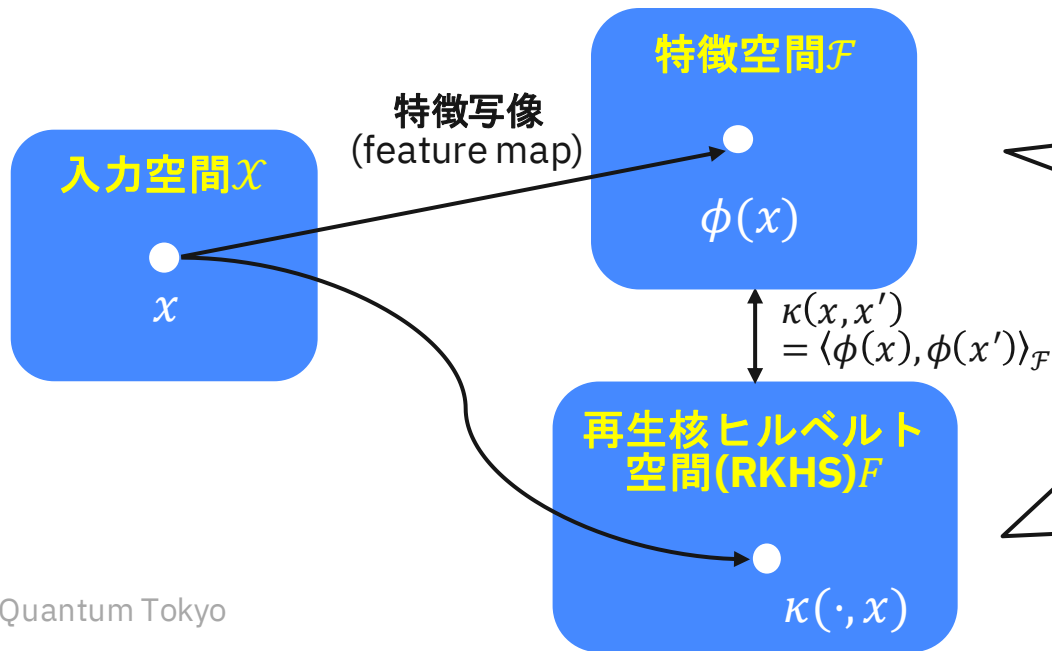 特徴空間ℱ
特徴写像
(feature map)
入力空間𝒳
ϕ(x)
x
κ(x, x′)
= ⟨ϕ(x), ϕ(x′)⟩ℱ
再生核ヒルベルト
空間(RKHS)F
κ(·, x)
Quantum Tokyo